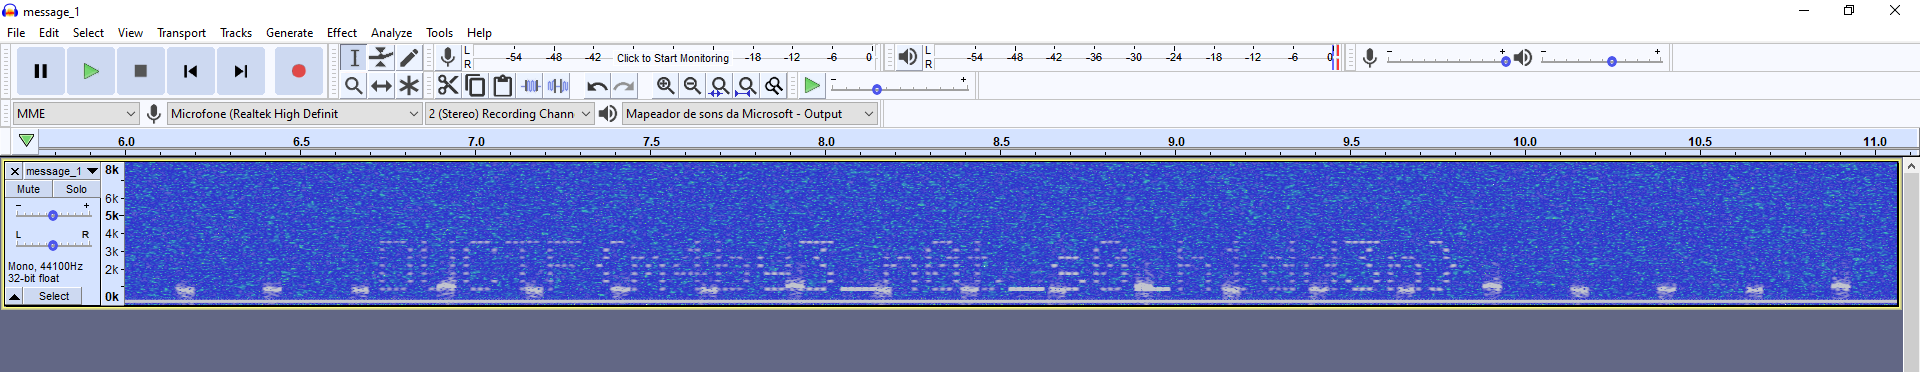 message_1
File Edit Select View Transport Tracks Generate Effect Analyze Tools Help
L R -54 -48 -42 Click to Start Monitoring -18 -12 -6 0 L R -54 -48 -42 -36 -30 -24 -18 -12 -6 0 - + - +
- +
MME Microfone (Realtek High Definit 2 (Stereo) Recording Chann Mapeador de sons da Microsoft - Output
6.0 6.5 7.0 7.5 8.0 8.5 9.0 9.5 10.0 10.5 11.0
message_1 8k
Mute Solo
- + 6k
5k
L R 4k
3k
Mono, 44100Hz 2k
32-bit float
Select 0k